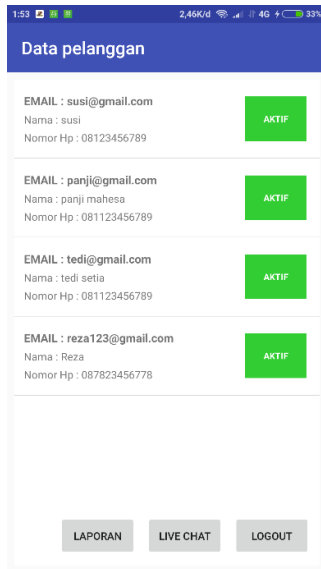 1:53 2,46K/d 4G 33%
Data pelanggan
EMAIL : susi@gmail.com
Nama : susi
Nomor Hp : 08123456789
AKTIF
EMAIL : panji@gmail.com
Nama : panji mahesa
Nomor Hp : 081123456789
AKTIF
EMAIL : tedi@gmail.com
Nama : tedi setia
Nomor Hp : 081123456789
AKTIF
EMAIL : reza123@gmail.com
Nama : Reza
Nomor Hp : 087823456778
AKTIF
LAPORAN LIVE CHAT LOGOUT